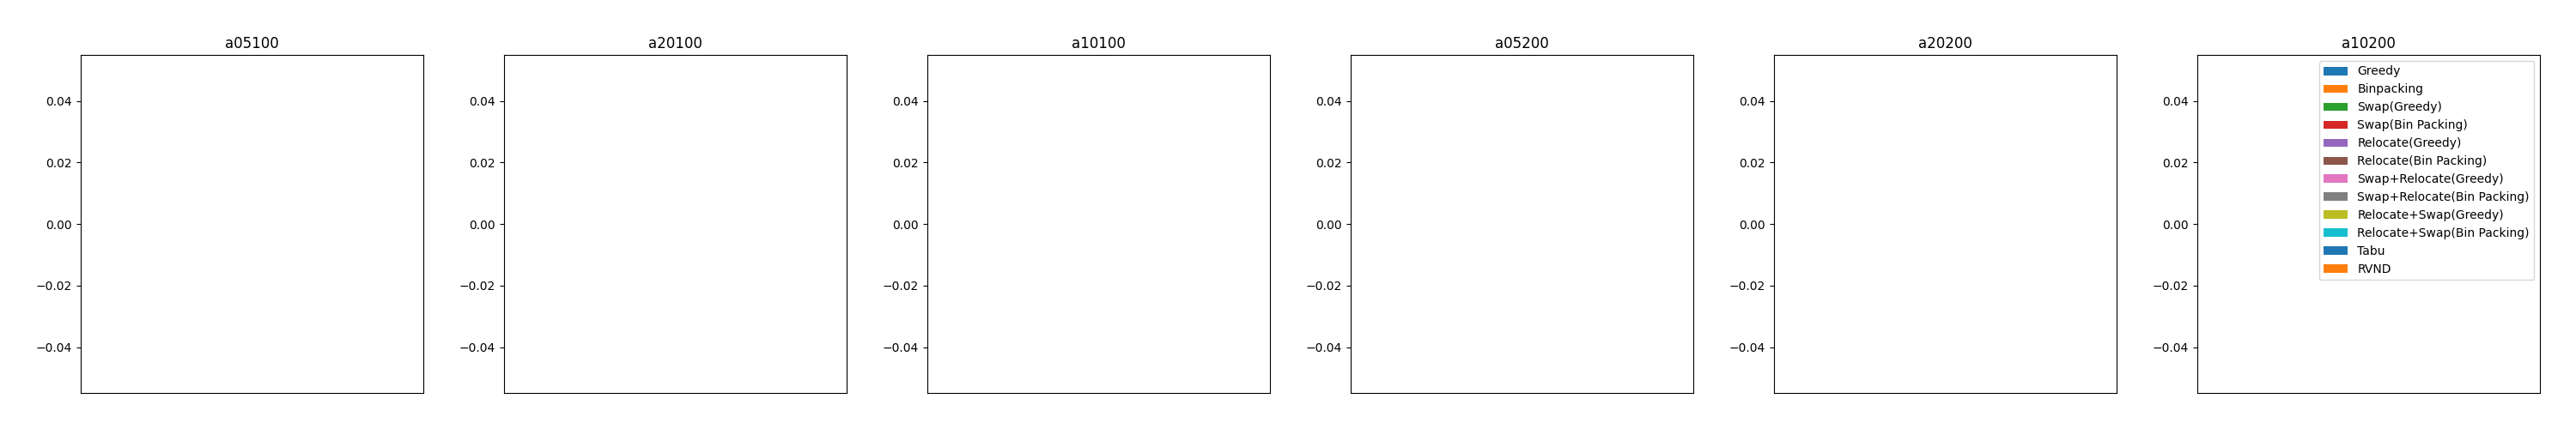 a05100
0.04
0.02
0.00
−0.02
−0.04
a20100
0.04
0.02
0.00
−0.02
−0.04
a10100
0.04
0.02
0.00
−0.02
−0.04
a05200
0.04
0.02
0.00
−0.02
−0.04
a20200
0.04
0.02
0.00
−0.02
−0.04
a10200
0.04
0.02
0.00
−0.02
−0.04
Greedy
Binpacking
Swap(Greedy)
Swap(Bin Packing)
Relocate(Greedy)
Relocate(Bin Packing)
Swap+Relocate(Greedy)
Swap+Relocate(Bin Packing)
Relocate+Swap(Greedy)
Relocate+Swap(Bin Packing)
Tabu
RVND